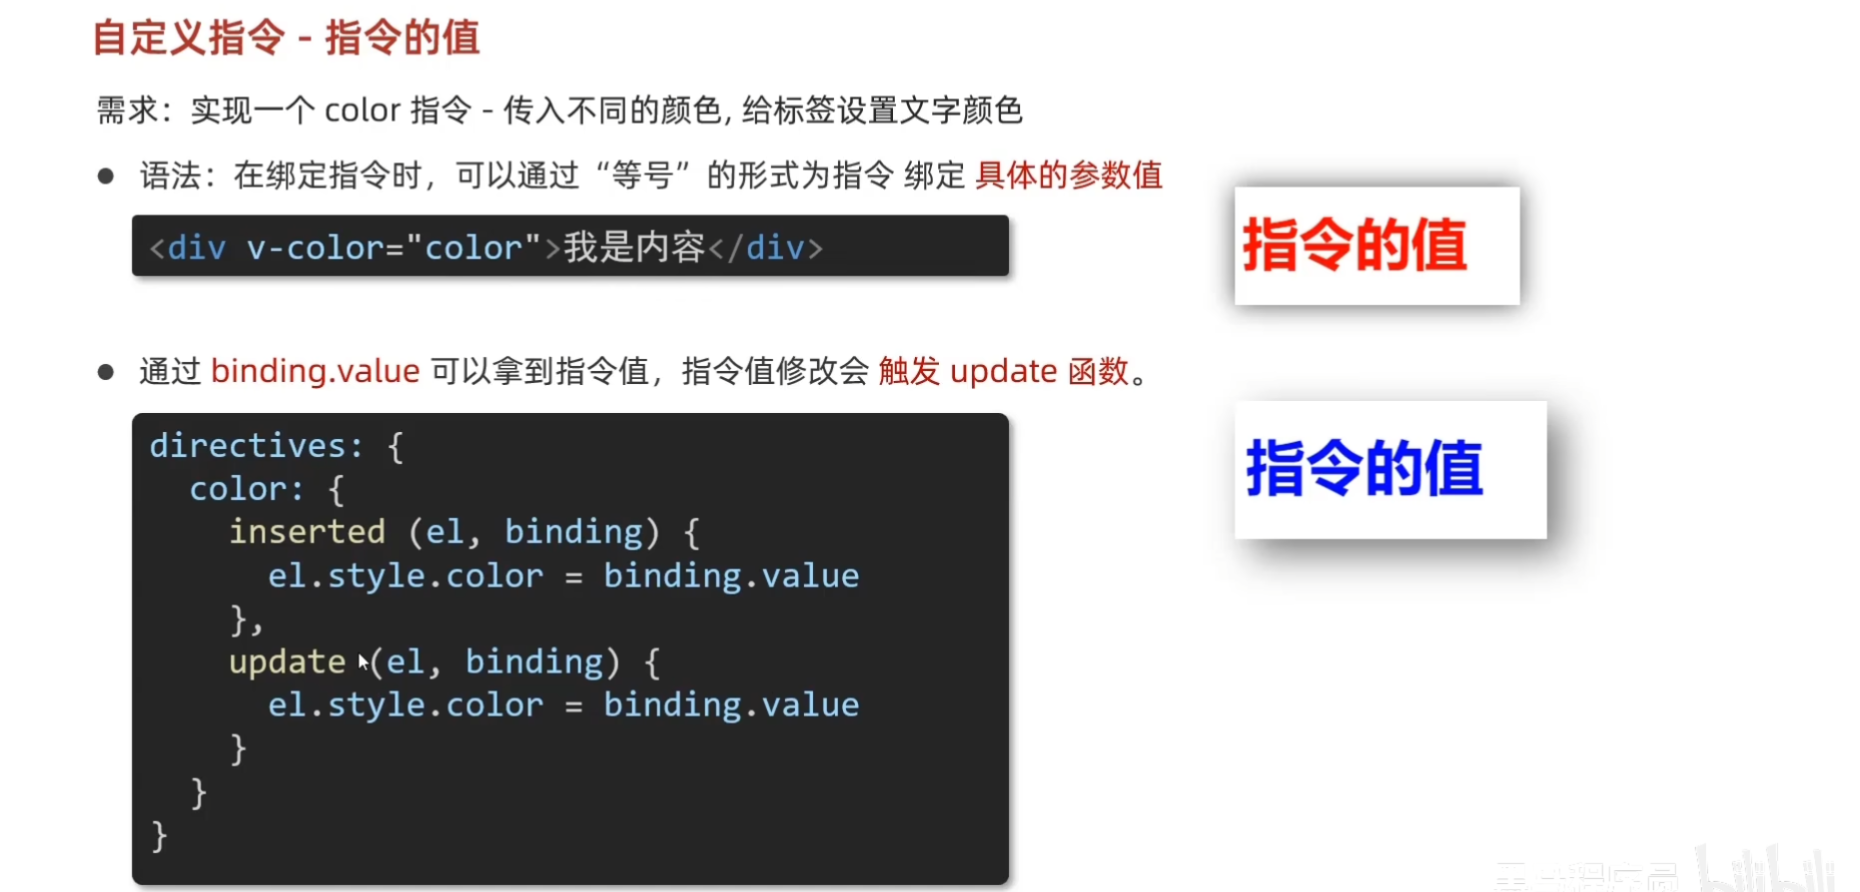 自定义指令 - 指令的值
需求：实现一个 color 指令 - 传入不同的颜色, 给标签设置文字颜色
● 语法：在绑定指令时，可以通过“等号”的形式为指令 绑定 具体的参数值
<div v-color="color">我是内容</div>
指令的值
● 通过 binding.value 可以拿到指令值，指令值修改会 触发 update 函数。
指令的值
directives: {
color: {
inserted (el, binding) {
el.style.color = binding.value
},
update (el, binding) {
el.style.color = binding.value
}
}
}
bilibili